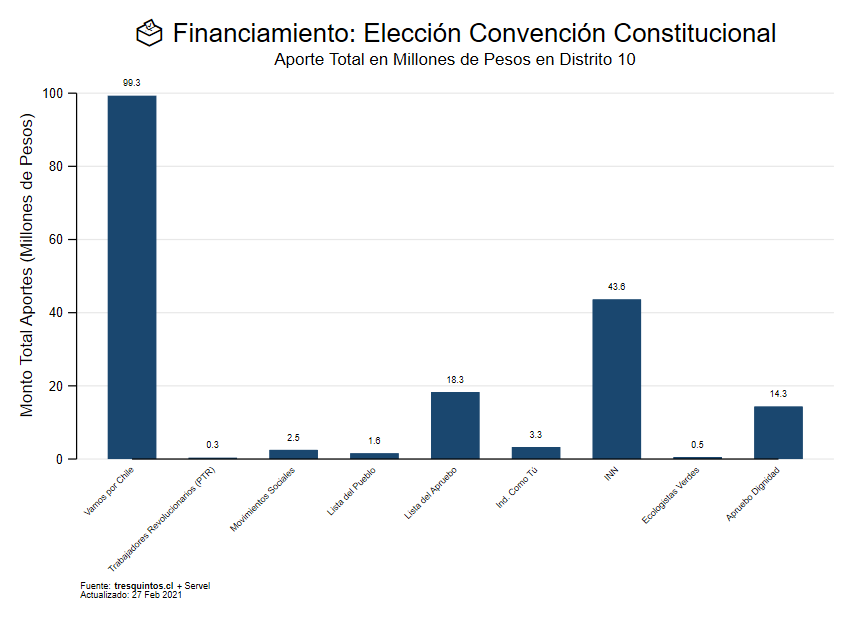 Financiamiento: Elección Convención Constitucional
Aporte Total en Millones de Pesos en Distrito 10
Monto Total Aportes (Millones de Pesos)
100
80
60
40
20
0
99.3
0.3
2.5
1.6
18.3
3.3
43.6
0.5
14.3
Vamos por Chile
Trabajadores Revolucionarios (PTR)
Movimientos Sociales
Lista del Pueblo
Lista del Apruebo
Ind. Como Tú
INN
Ecologistas Verdes
Apruebo Dignidad
Fuente: tresquintos.cl + Servel
Actualizado: 27 Feb 2021